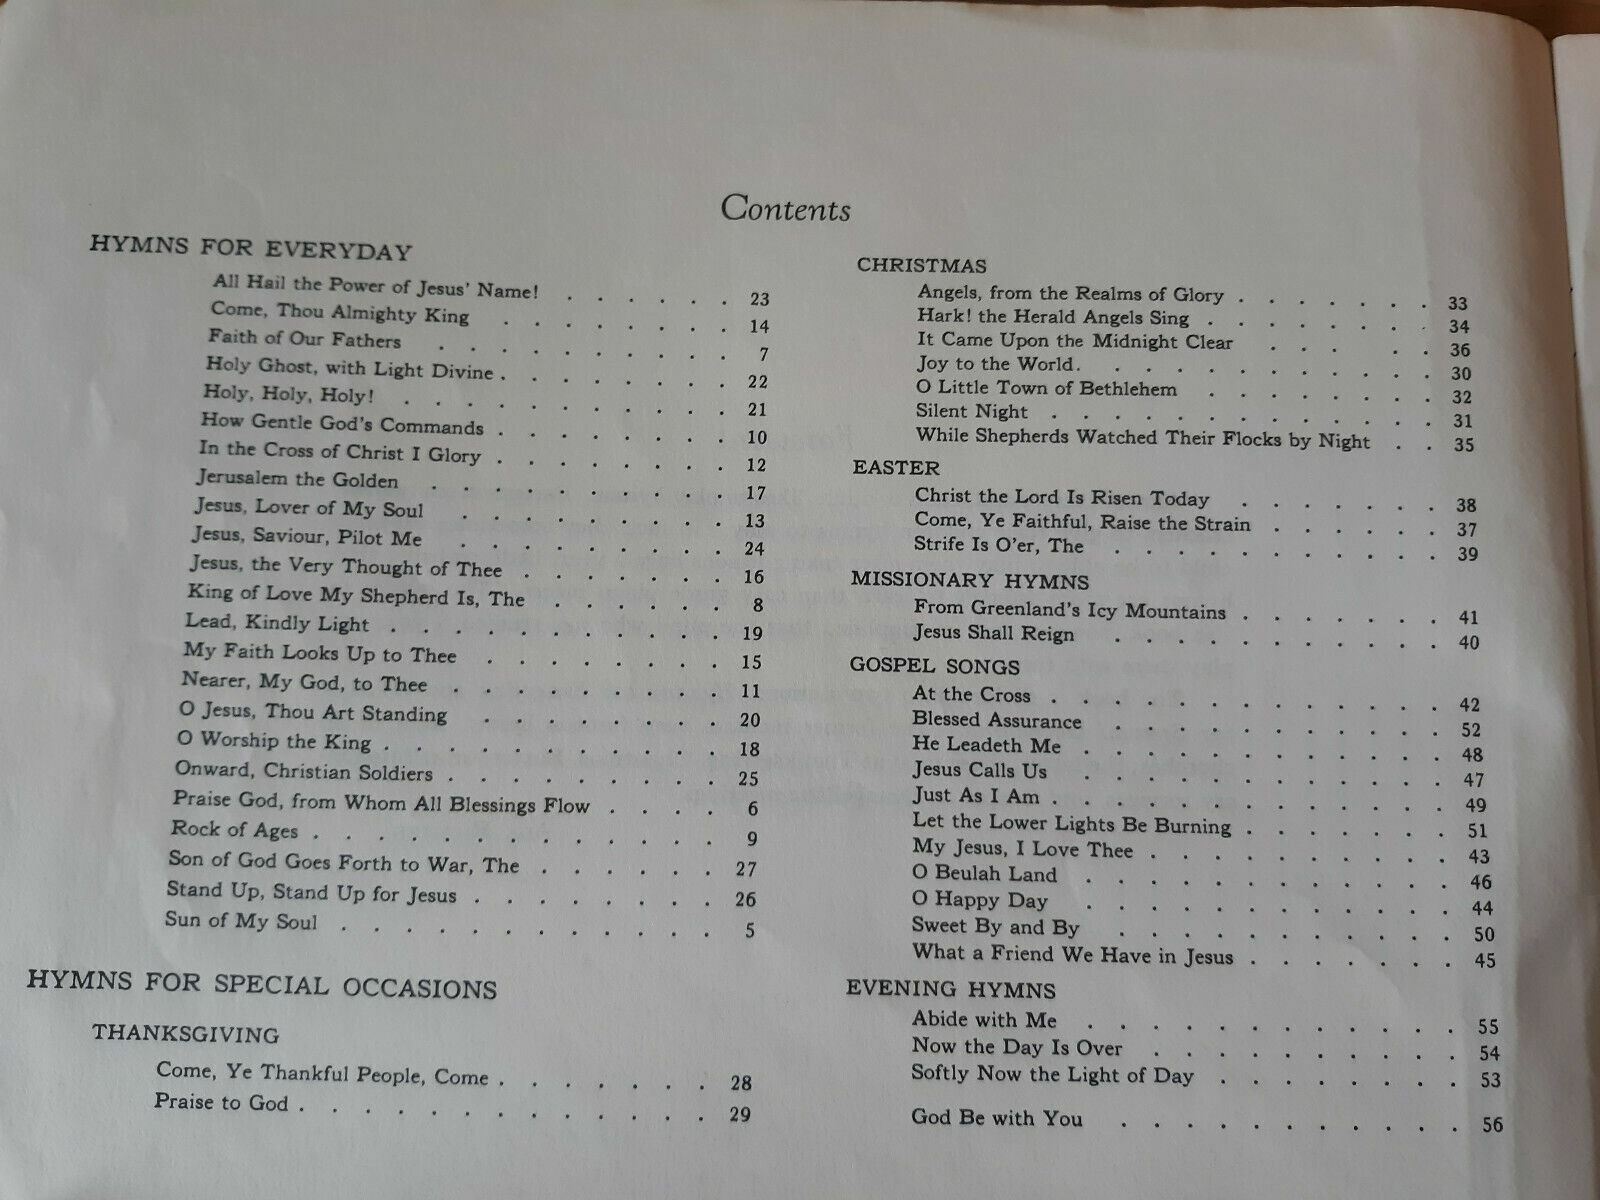 Contents
HYMNS FOR EVERYDAY
All Hail the Power of Jesus' Name! . . . . . . 23
Come, Thou Almighty King . . . . . . . . 14
Faith of Our Fathers . . . . . . . . . . 7
Holy Ghost, with Light Divine . . . . . . . . 22
Holy, Holy, Holy! . . . . . . . . . . . 21
How Gentle God's Commands . . . . . . . . 10
In the Cross of Christ I Glory . . . . . . . . 12
Jerusalem the Golden . . . . . . . . . . 17
Jesus, Lover of My Soul . . . . . . . . . 13
Jesus, Saviour, Pilot Me . . . . . . . . . 24
Jesus, the Very Thought of Thee . . . . . . . 16
King of Love My Shepherd Is, The . . . . . . 8
Lead, Kindly Light . . . . . . . . . . . 19
My Faith Looks Up to Thee . . . . . . . . 15
Nearer, My God, to Thee . . . . . . . . . 11
O Jesus, Thou Art Standing . . . . . . . . 20
O Worship the King . . . . . . . . . . . 18
Onward, Christian Soldiers . . . . . . . . . 25
Praise God, from Whom All Blessings Flow . . . . 6
Rock of Ages . . . . . . . . . . . . . 9
Son of God Goes Forth to War, The . . . . . . 27
Stand Up, Stand Up for Jesus . . . . . . . . 26
Sun of My Soul . . . . . . . . . . . . 5
HYMNS FOR SPECIAL OCCASIONS
THANKSGIVING
Come, Ye Thankful People, Come . . . . . . . 28
Praise to God . . . . . . . . . . . . . 29
CHRISTMAS
Angels, from the Realms of Glory . . . . . . . 33
Hark! the Herald Angels Sing . . . . . . . . 34
It Came Upon the Midnight Clear . . . . . 36
Joy to the World . . . . . . . . . . . . 30
O Little Town of Bethlehem . . . . . . . . 32
Silent Night . . . . . . . . . . . . . 31
While Shepherds Watched Their Flocks by Night . . 35
EASTER
Christ the Lord Is Risen Today . . . . . . . 38
Come, Ye Faithful, Raise the Strain . . . . . . 37
Strife Is O'er, The . . . . . . . . . . . 39
MISSIONARY HYMNS
From Greenland's Icy Mountains . . . . . . . 41
Jesus Shall Reign . . . . . . . . . . . 40
GOSPEL SONGS
At the Cross . . . . . . . . . . . . . 42
Blessed Assurance . . . . . . . . . . . 52
He Leadeth Me . . . . . . . . . . . . 48
Jesus Calls Us . . . . . . . . . . . . 47
Just As I Am . . . . . . . . . . . . . 49
Let the Lower Lights Be Burning . . . . . . . 51
My Jesus, I Love Thee . . . . . . . . . . 43
O Beulah Land . . . . . . . . . . . . 46
O Happy Day . . . . . . . . . . . . 44
Sweet By and By . . . . . . . . . . . 50
What a Friend We Have in Jesus . . . . . . . 45
EVENING HYMNS
Abide with Me . . . . . . . . . . . . 55
Now the Day Is Over . . . . . . . . . . 54
Softly Now the Light of Day . . . . . . . . 53
God Be with You . . . . . . . . . . . 56